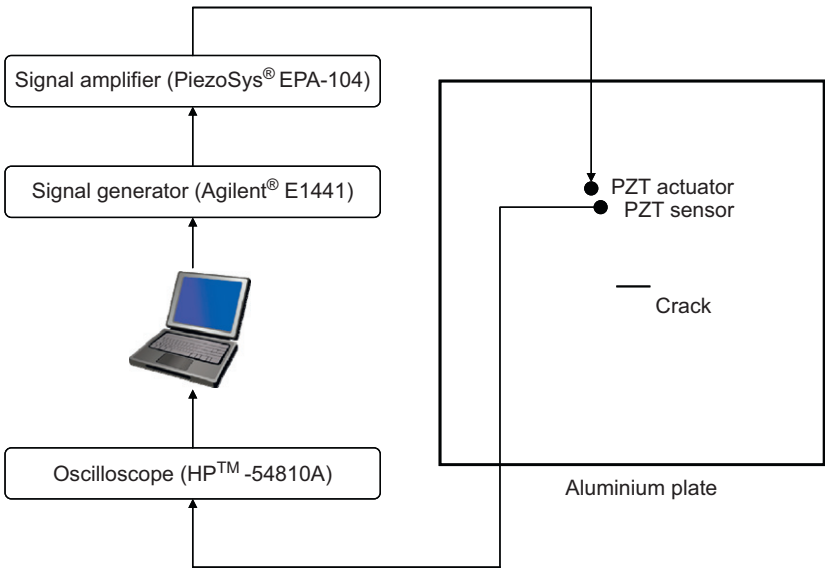 Signal amplifier (PiezoSys® EPA-104)
Signal generator (Agilent® E1441)
PZT actuator
PZT sensor
Crack
Oscilloscope (HP™ -54810A)
Aluminium plate